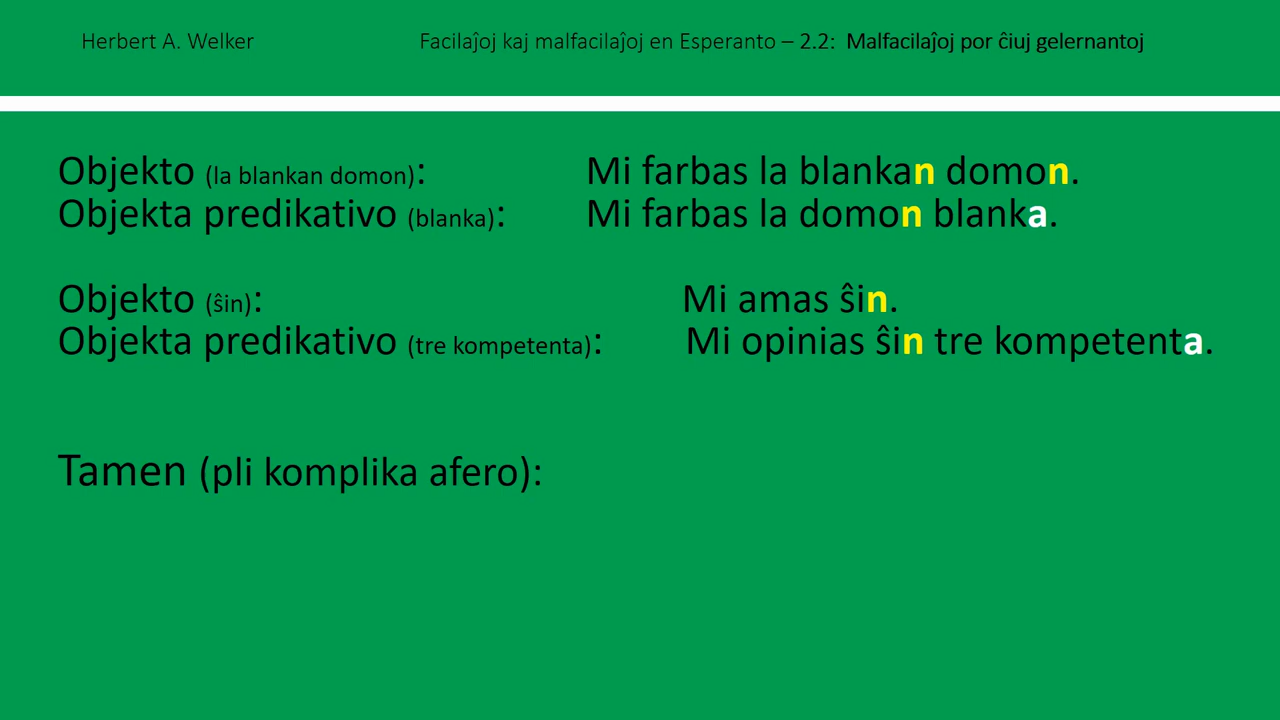 Herbert A. Welker Facilaĵoj kaj malfacilaĵoj en Esperanto – 2.2: Malfacilaĵoj por ĉiuj gelernantoj
Objekto (la blankan domon): Mi farbas la blankan domon.
Objekta predikativo (blanka): Mi farbas la domon blanka.
Objekto (ŝin): Mi amas ŝin.
Objekta predikativo (tre kompetenta): Mi opinias ŝin tre kompetenta.
Tamen (pli komplika afero):